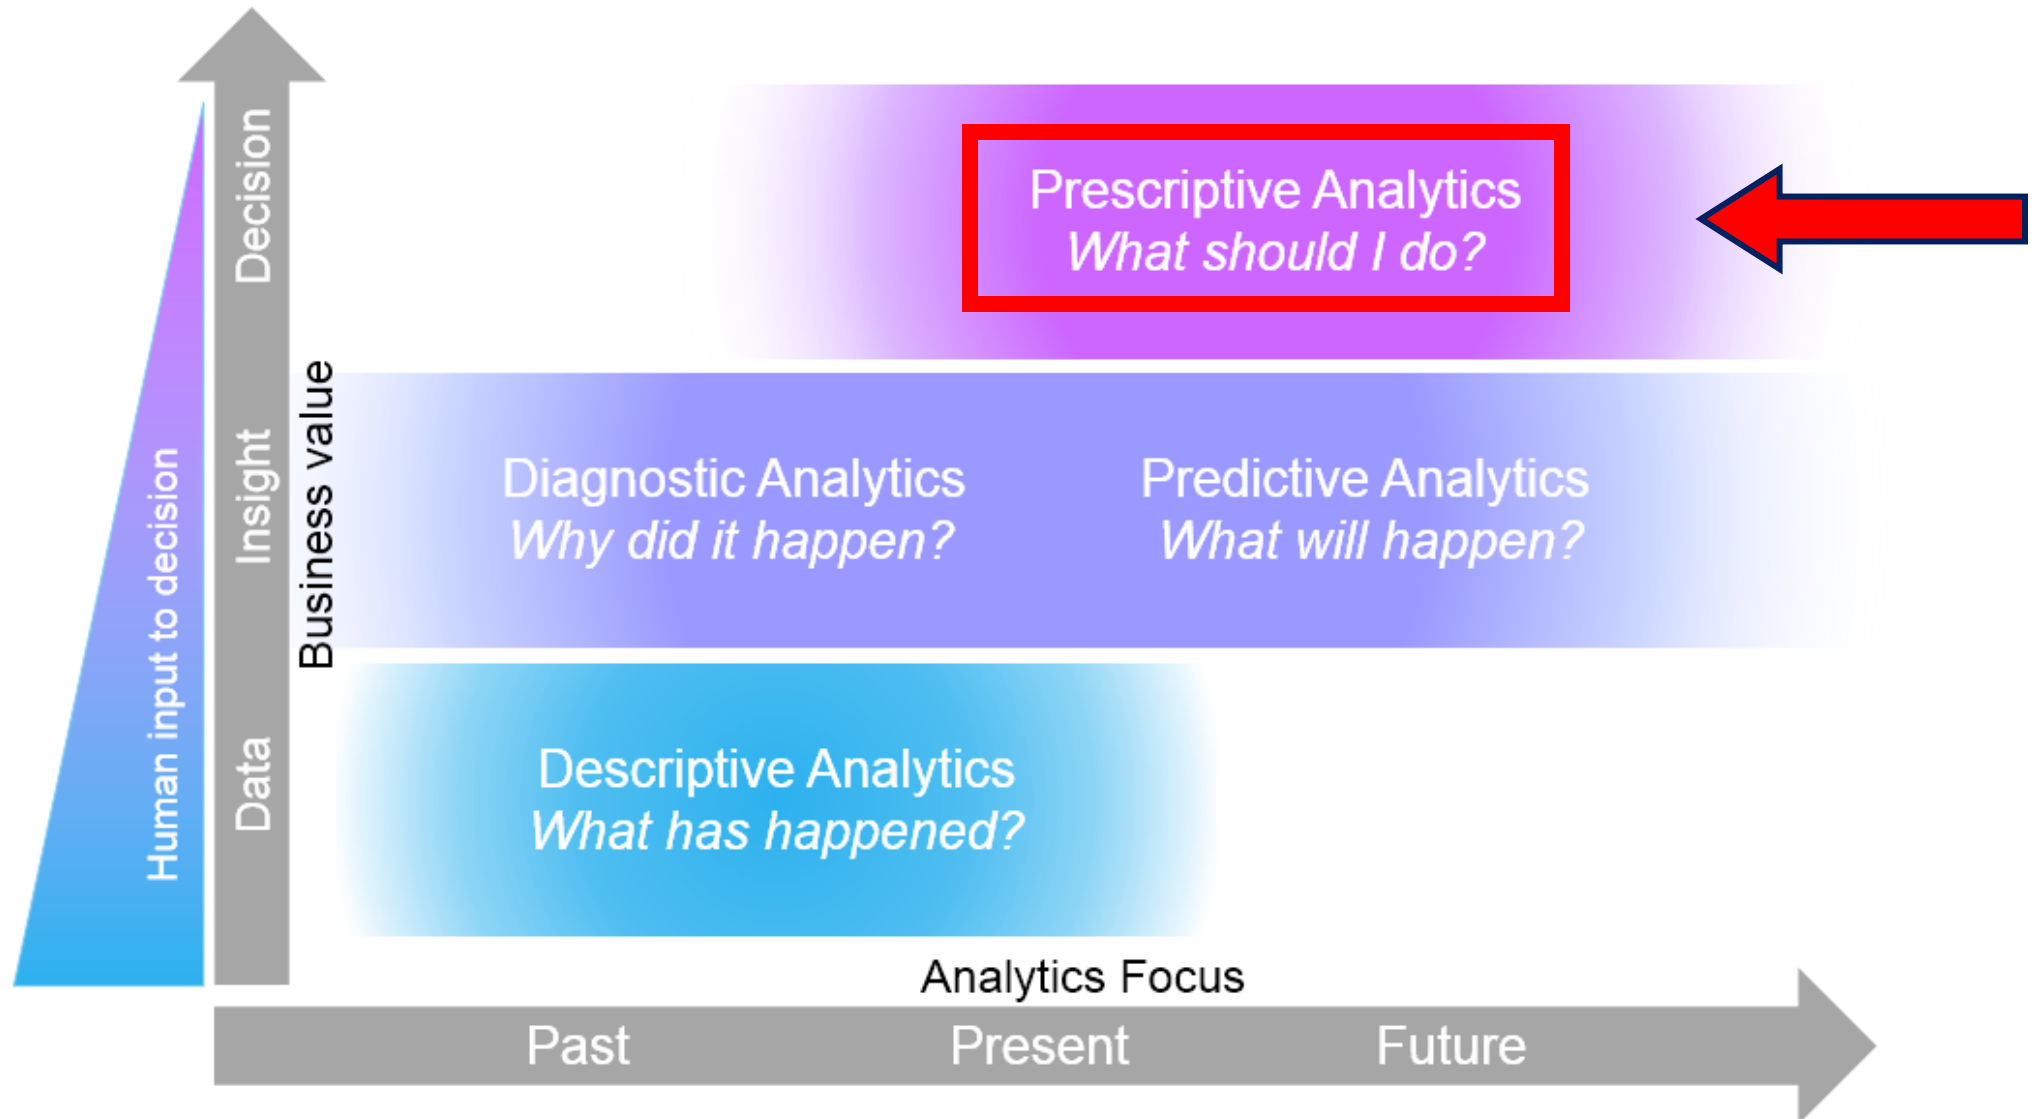 Decision
Insight
Data
Human input to decision
Business value
Prescriptive Analytics
What should I do?
Diagnostic Analytics
Why did it happen?
Predictive Analytics
What will happen?
Descriptive Analytics
What has happened?
Analytics Focus
Past
Present
Future